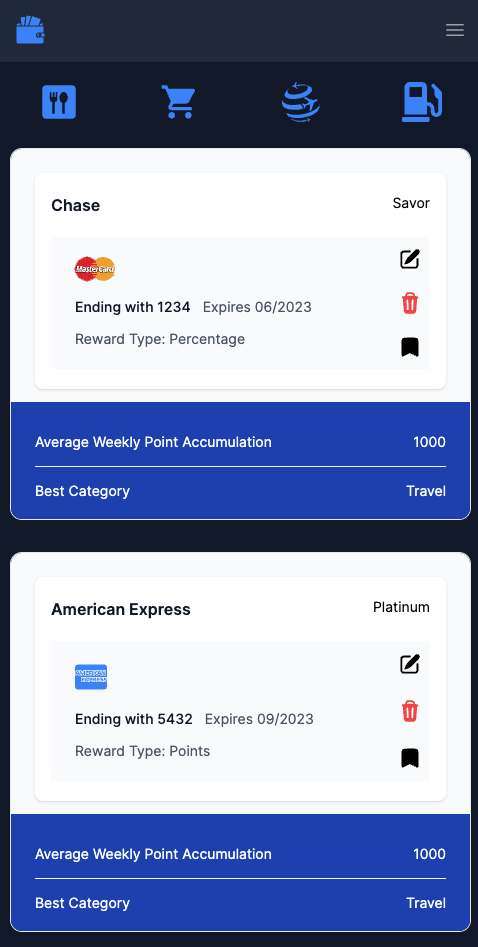 Chase
Savor
MasterCard
Ending with 1234 Expires 06/2023
Reward Type: Percentage
Average Weekly Point Accumulation 1000
Best Category Travel
American Express
Platinum
AMERICAN
EXPRESS
Ending with 5432 Expires 09/2023
Reward Type: Points
Average Weekly Point Accumulation 1000
Best Category Travel